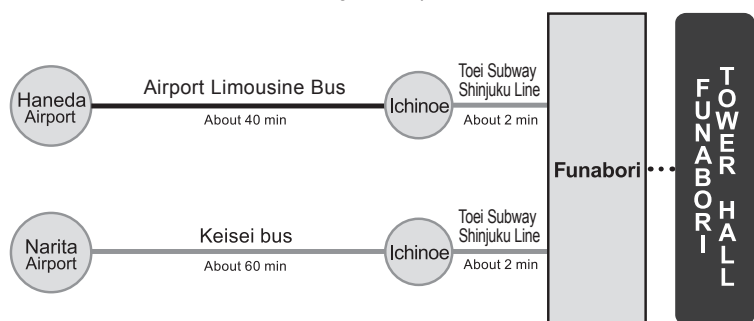 Haneda
Airport
Airport Limousine Bus
About 40 min
Ichinoe
Toei Subway
Shinjuku Line
About 2 min
Narita
Airport
Keisei bus
About 60 min
Ichinoe
Toei Subway
Shinjuku Line
About 2 min
Funabori
TOWER HALL
FUNABORI